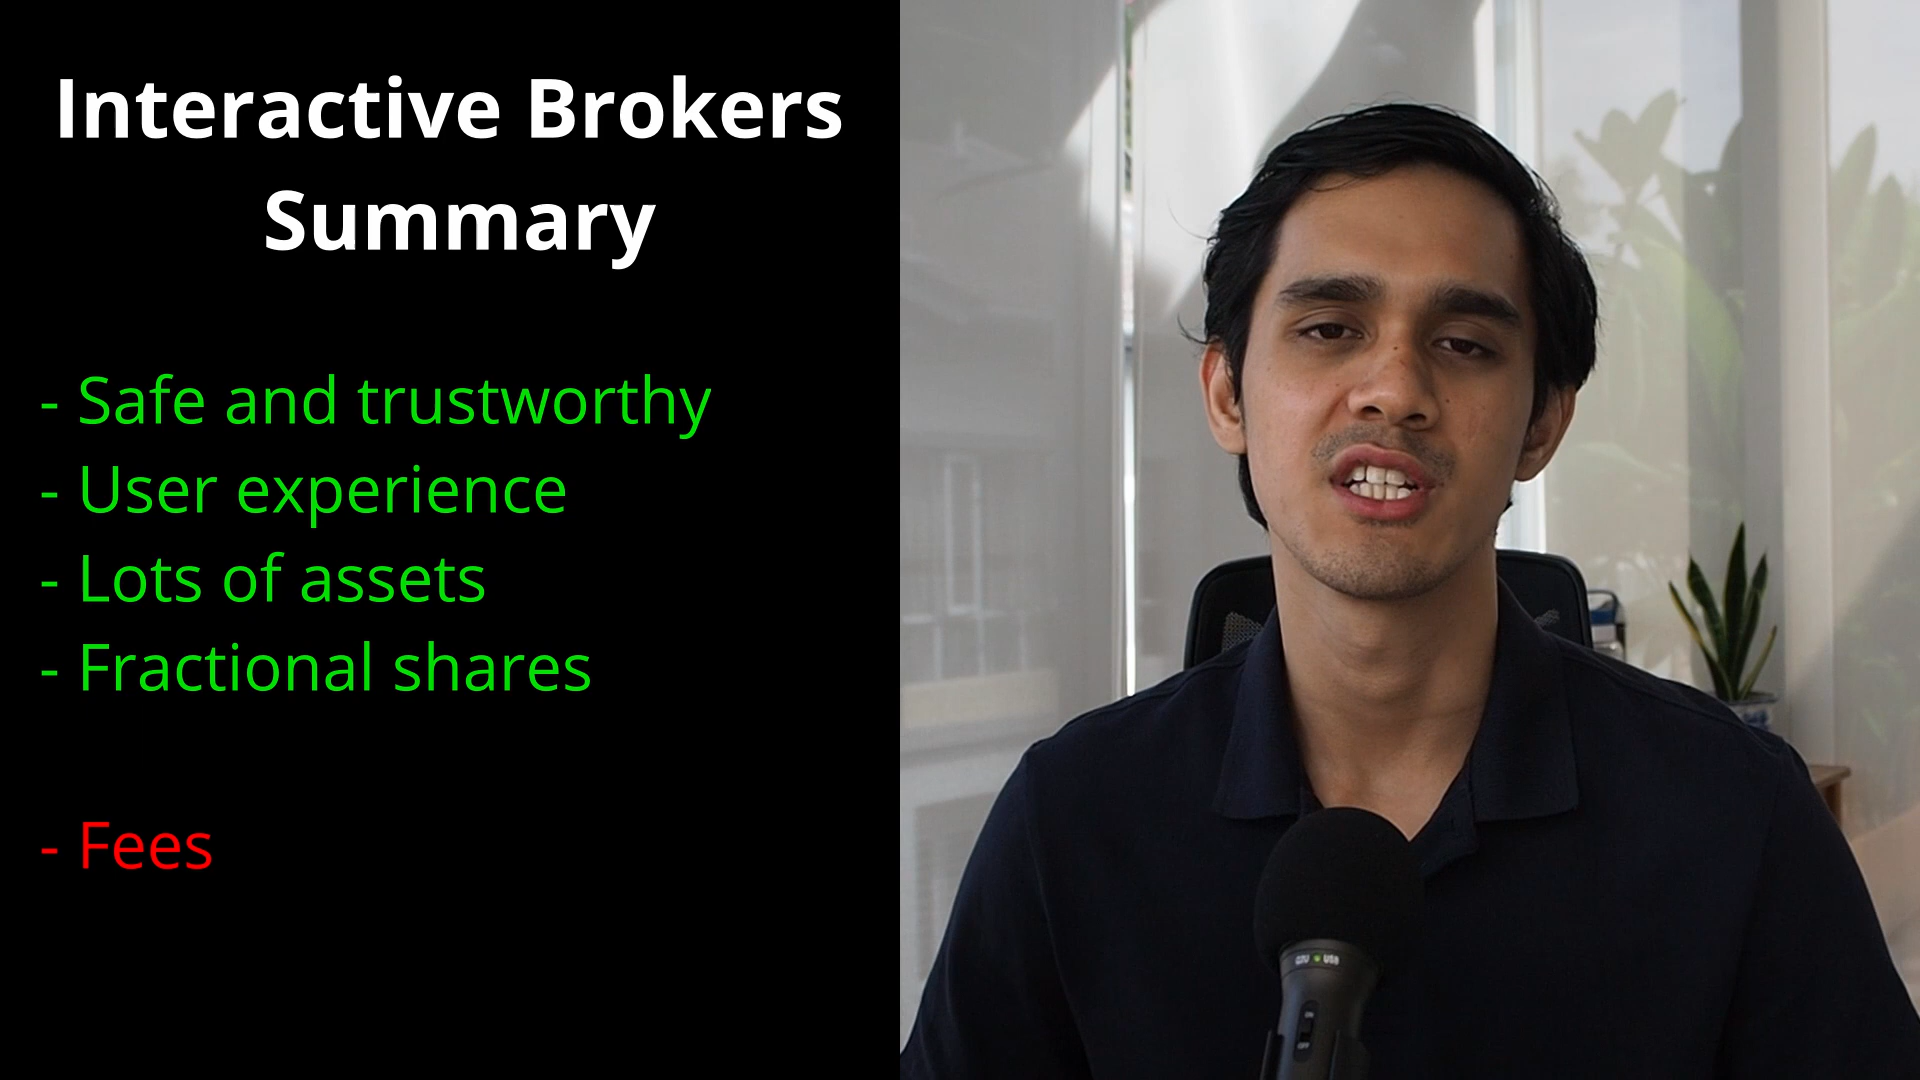 Interactive Brokers
Summary
- Safe and trustworthy
- User experience
- Lots of assets
- Fractional shares
- Fees